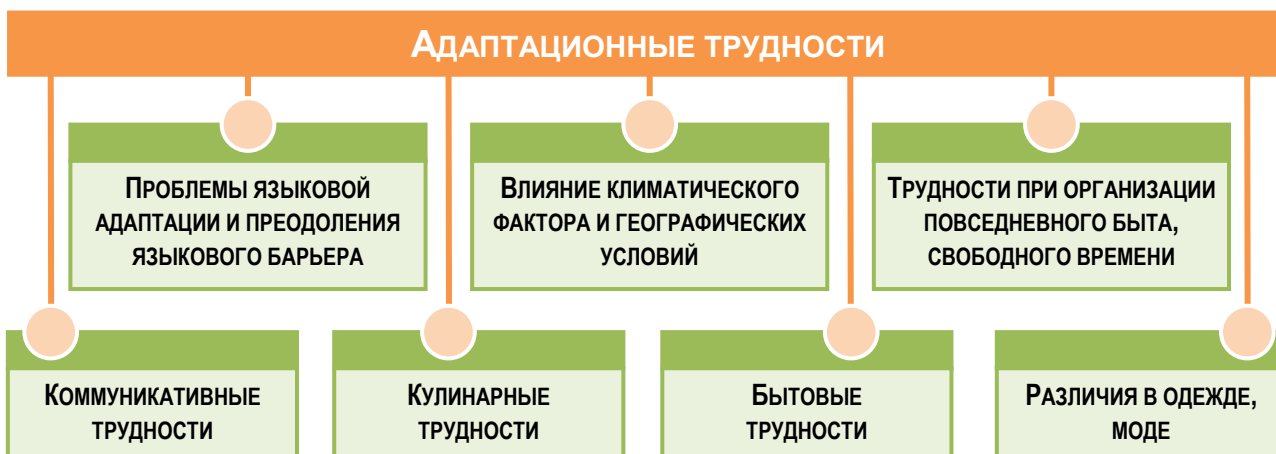 АДАПТАЦИОННЫЕ ТРУДНОСТИ
ПРОБЛЕМЫ ЯЗЫКОВОЙ
АДАПТАЦИИ И ПРЕОДОЛЕНИЯ
ЯЗЫКОВОГО БАРЬЕРА
ВЛИЯНИЕ КЛИМАТИЧЕСКОГО
ФАКТОРА И ГЕОГРАФИЧЕСКИХ
УСЛОВИЙ
ТРУДНОСТИ ПРИ ОРГАНИЗАЦИИ
ПОВСЕДНЕВНОГО БЫТА,
СВОБОДНОГО ВРЕМЕНИ
КОММУНИКАТИВНЫЕ
ТРУДНОСТИ
КУЛИНАРНЫЕ
ТРУДНОСТИ
БЫТОВЫЕ
ТРУДНОСТИ
РАЗЛИЧИЯ В ОДЕЖДЕ,
МОДЕ